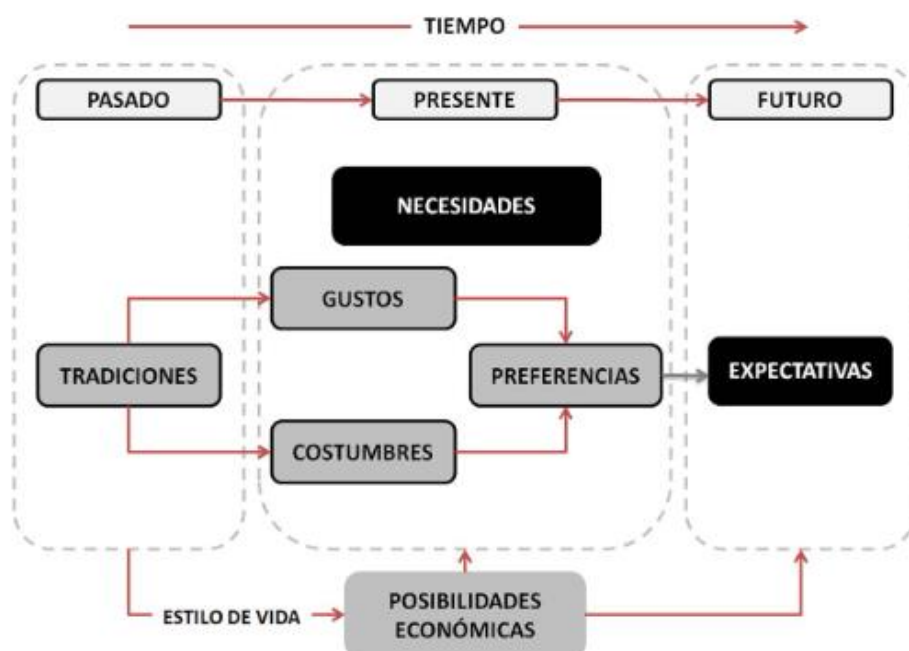 TIEMPO
PASADO
PRESENTE
FUTURO
NECESIDADES
GUSTOS
TRADICIONES
PREFERENCIAS
EXPECTATIVAS
COSTUMBRES
ESTILO DE VIDA
POSIBILIDADES
ECONÓMICAS